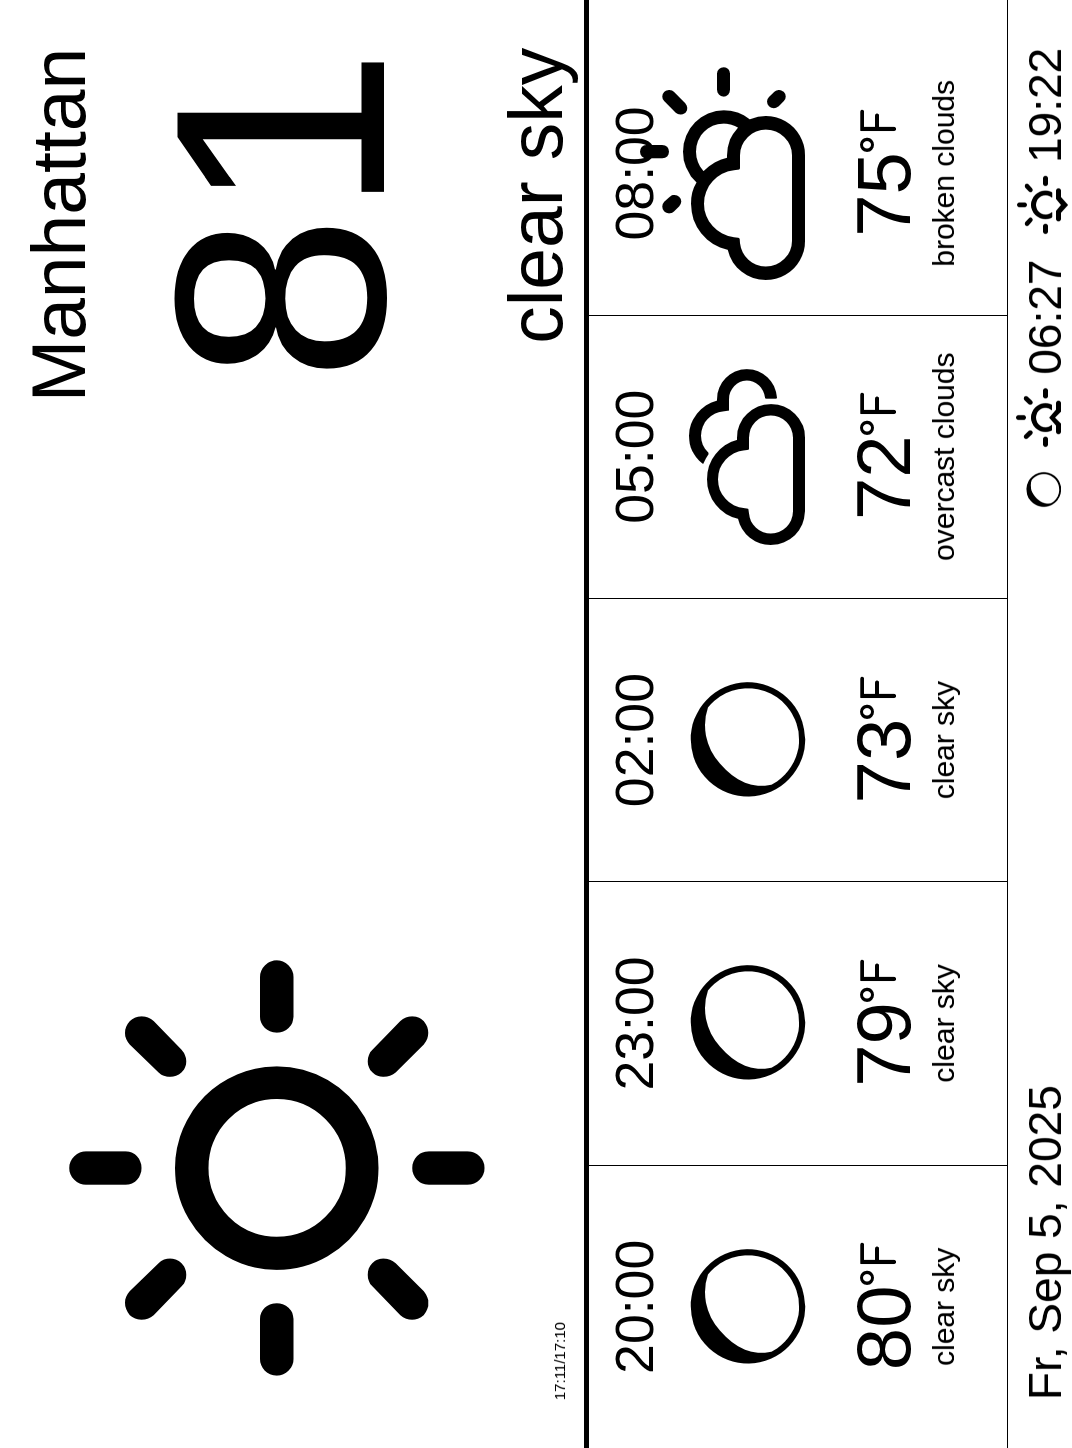 Manhattan
81
clear sky
17:11/17:10
20:00
80°F
clear sky
23:00
79°F
clear sky
02:00
73°F
clear sky
05:00
72°F
overcast clouds
08:00
75°F
broken clouds
Fr, Sep 5, 2025
06:27
19:22